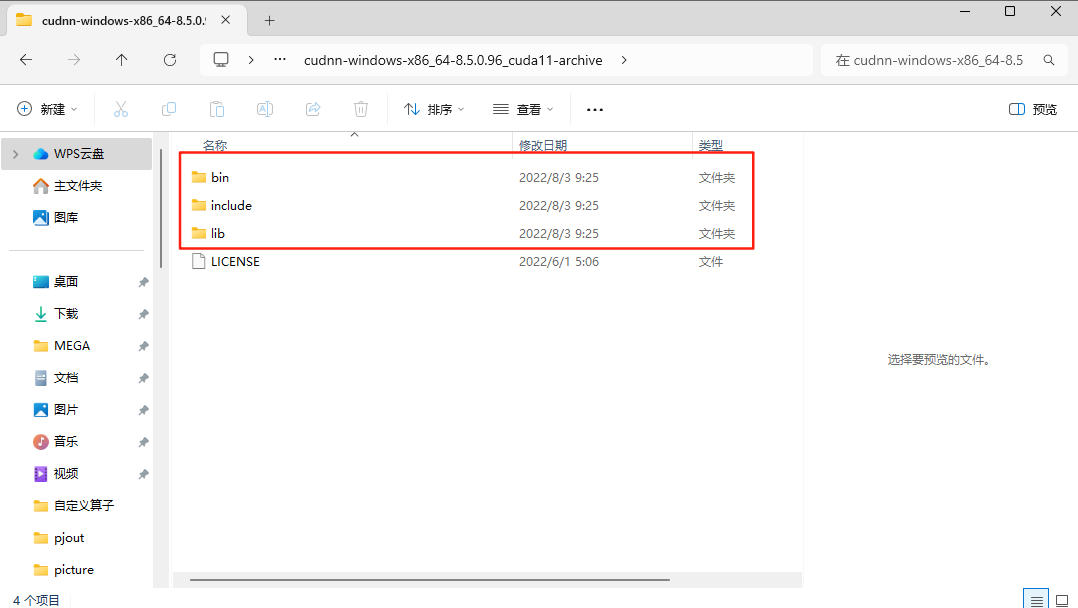 cudnn-windows-x86_64-8.5.0.9
cudnn-windows-x86_64-8.5.0.96_cuda11-archive
在 cudnn-windows-x86_64-8.5
新建
排序
查看
预览
名称 修改日期 类型
WPS云盘
主文件夹
图库
桌面
下载
MEGA
文档
图片
音乐
视频
自定义算子
pjout
picture
bin 2022/8/3 9:25 文件夹
include 2022/8/3 9:25 文件夹
lib 2022/8/3 9:25 文件夹
LICENSE 2022/6/1 5:06 文件
选择要预览的文件。
4 个项目